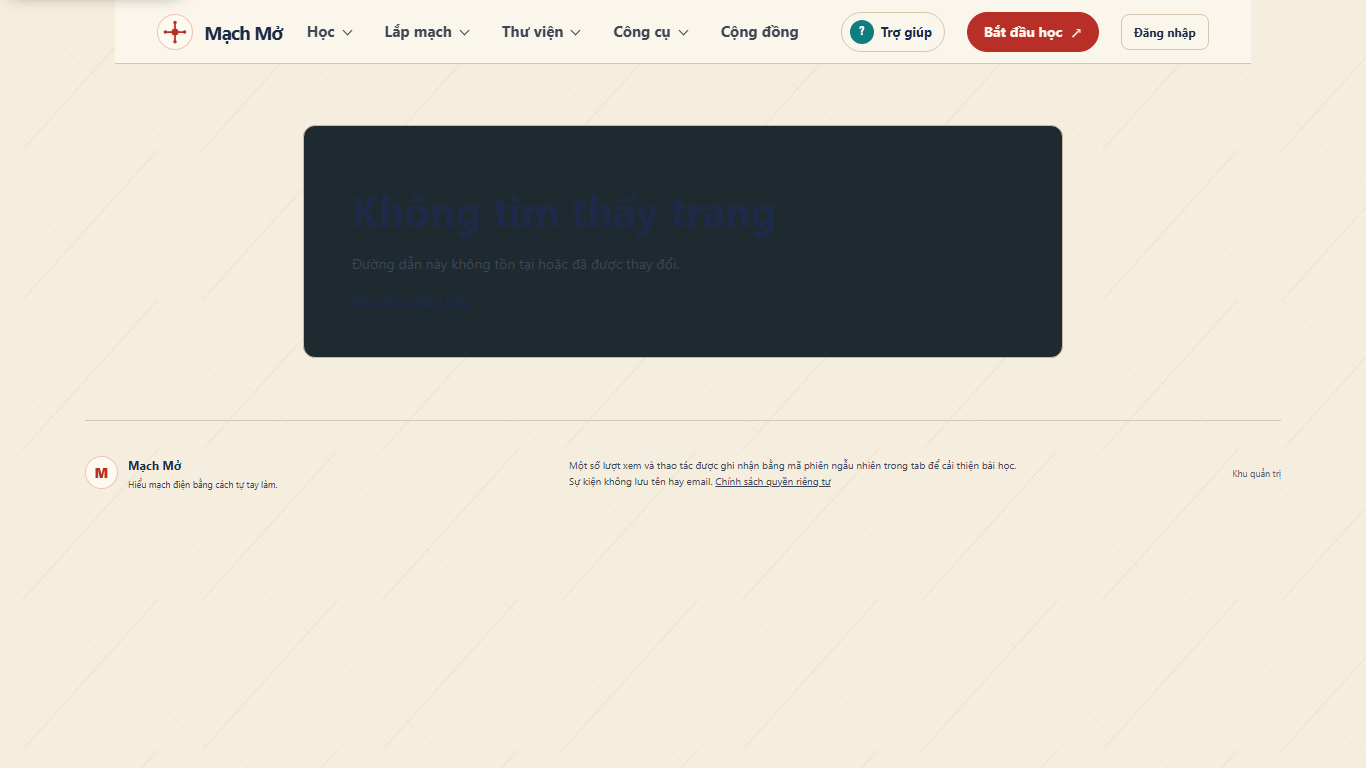 Mạch Mở
Học
Lắp mạch
Thư viện
Công cụ
Cộng đồng
? Trợ giúp
Bắt đầu học ↗
Đăng nhập
Không tìm thấy trang
Đường dẫn này không tồn tại hoặc đã được thay đổi.
M
Mạch Mở
Hiểu mạch điện bằng cách tự tay làm.
Một số lượt xem và thao tác được ghi nhận bằng mã phiên ngẫu nhiên trong tab để cải thiện bài học.
Sự kiện không lưu tên hay email. Chính sách quyền riêng tư
Khu quản trị